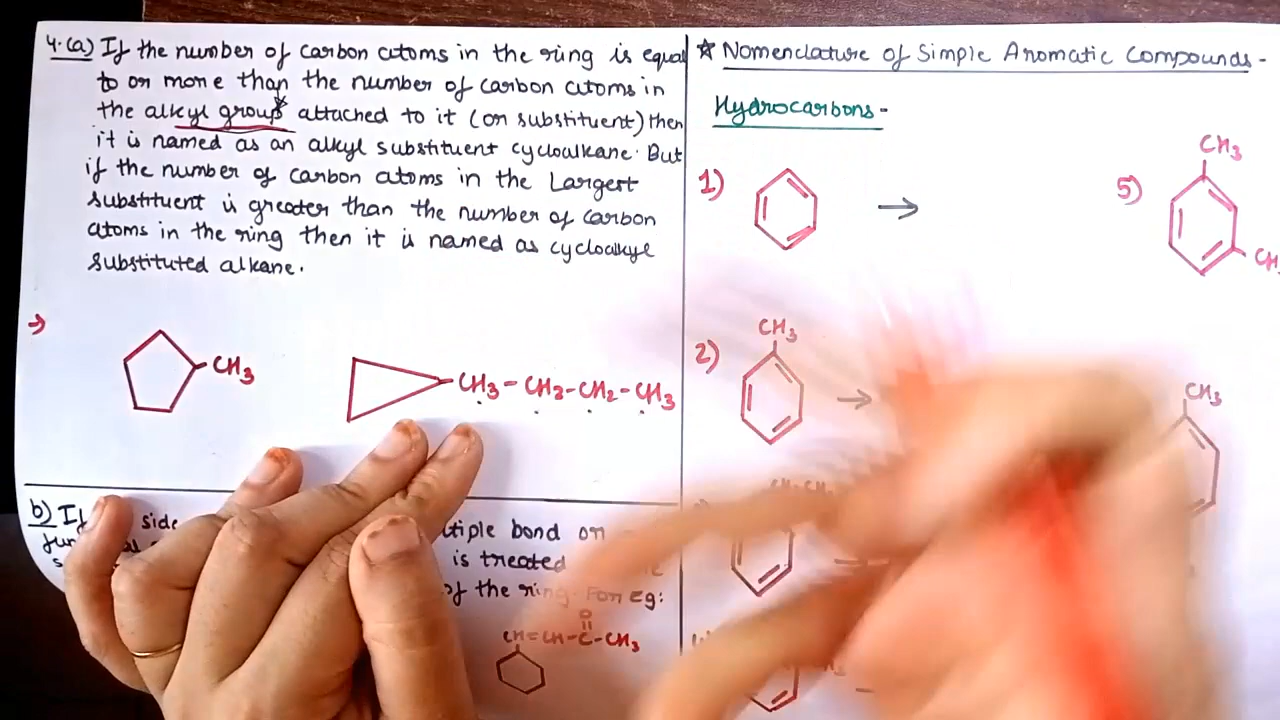 4.(a) If the number of carbon atoms in the ring is equal
to or more than the number of carbon atoms in
the alkyl group* attached to it (or substituent) then
it is named as an alkyl substituent cycloalkane. But
if the number of carbon atoms in the Largest
substituent is greater than the number of carbon
atoms in the ring then it is named as cycloalkyl
substituted alkane.
→
CH3
CH3-CH2-CH2-CH3
b) If side
tiple bond or
is treated
of the ring. For Eg:
O
CH=CH-C-CH3
☆ Nomenclature of Simple Aromatic Compounds-
Hydrocarbons-
1) →
2) CH3 →
5) CH3
CH3